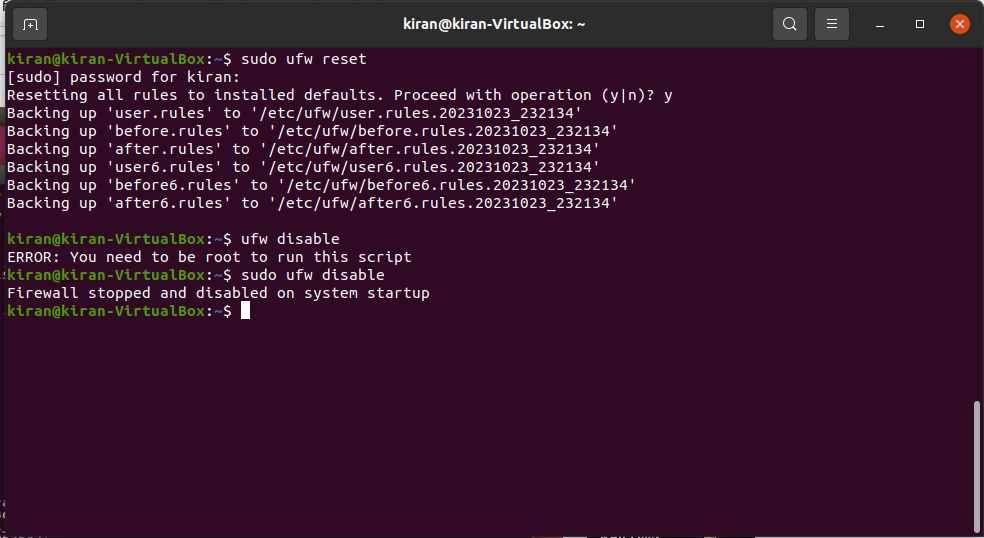 kiran@kiran-VirtualBox: ~
kiran@kiran-VirtualBox:~$ sudo ufw reset
[sudo] password for kiran:
Resetting all rules to installed defaults. Proceed with operation (y|n)? y
Backing up 'user.rules' to '/etc/ufw/user.rules.20231023_232134'
Backing up 'before.rules' to '/etc/ufw/before.rules.20231023_232134'
Backing up 'after.rules' to '/etc/ufw/after.rules.20231023_232134'
Backing up 'user6.rules' to '/etc/ufw/user6.rules.20231023_232134'
Backing up 'before6.rules' to '/etc/ufw/before6.rules.20231023_232134'
Backing up 'after6.rules' to '/etc/ufw/after6.rules.20231023_232134'
kiran@kiran-VirtualBox:~$ ufw disable
ERROR: You need to be root to run this script
kiran@kiran-VirtualBox:~$ sudo ufw disable
Firewall stopped and disabled on system startup
kiran@kiran-VirtualBox:~$